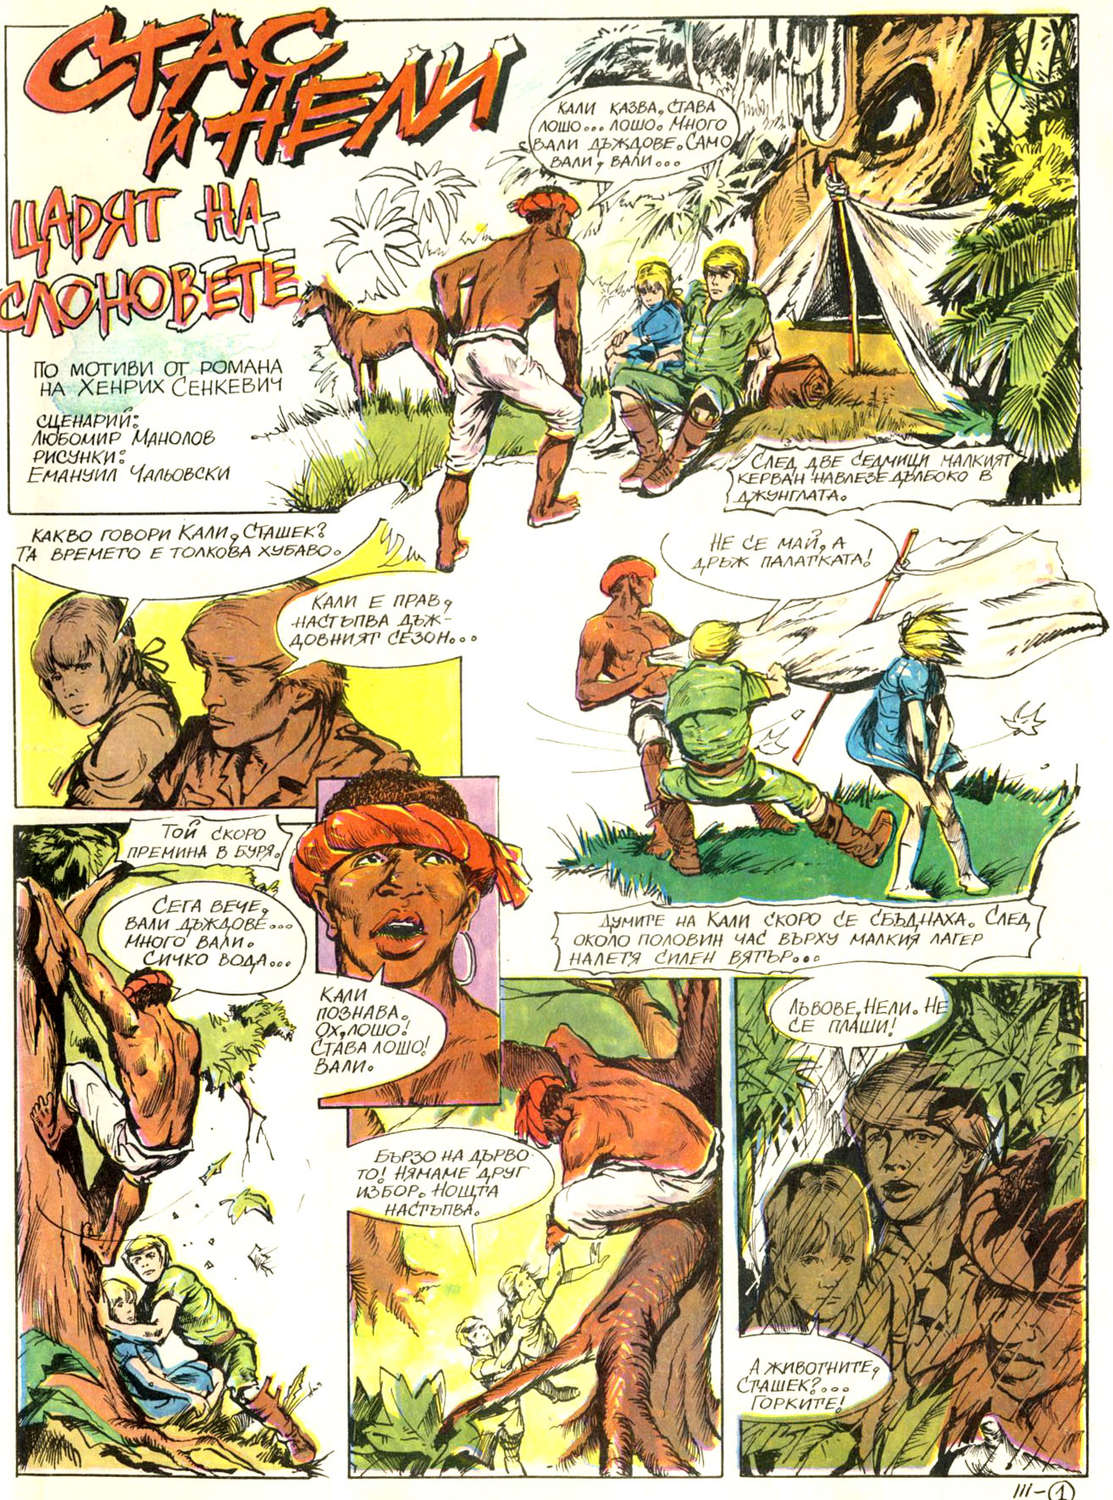 СТАС
И НЕЛИ
ЦАРЯТ НА
СЛОНОВЕТЕ
ПО МОТИВИ ОТ РОМАНА
НА ХЕНРИХ СЕНКЕВИЧ
СЦЕНАРИЙ:
ЛЮБОМИР МАНОЛОВ
РИСУНКИ:
ЕМАНУИЛ ЧАЛЬОВСКИ
КАЛИ КАЗВА, СТАВА
ЛОШО... ЛОШО. МНОГО
ВАЛИ ДЪЖДОВЕ. САМО
ВАЛИ, ВАЛИ...
СЛЕД ДВЕ СЕДМИЦИ МАЛКИЯТ
КЕРВАН НАВЛЕЗЕ ДЪЛБОКО В
ДЖУНГЛАТА.
КАКВО ГОВОРИ КАЛИ, СТАШЕК?
ТА ВРЕМЕТО Е ТОЛКОВА ХУБАВО.
КАЛИ Е ПРАВ,
НАСТЪПВА ДЪЖ-
ДОВНИЯТ СЕЗОН...
НЕ СЕ МАЙ, А
ДРЪЖ ПАЛАТКАТА!
ДУМИТЕ НА КАЛИ СКОРО СЕ СБЪДНАХА. СЛЕД
ОКОЛО ПОЛОВИН ЧАС ВЪРХУ МАЛКИЯ ЛАГЕР
НАЛЕТЯ СИЛЕН ВЯТЪР...
ТОЙ СКОРО
ПРЕМИНА В БУРЯ.
СЕГА ВЕЧЕ,
ВАЛИ ДЪЖДОВЕ...
МНОГО ВАЛИ.
СИЧКО ВОДА...
КАЛИ
ПОЗНАВА.
ОХ, ЛОШО!
СТАВА ЛОШО!
ВАЛИ.
БЪРЗО НА ДЪРВО
ТО! НЯМАМЕ ДРУГ
ИЗБОР. НОЩТА
НАСТЪПВА.
ЛЪВОВЕ, НЕЛИ. НЕ
СЕ ПЛАШИ!
А ЖИВОТНИТЕ,
СТАШЕК?...
ГОРКИТЕ!
III-1